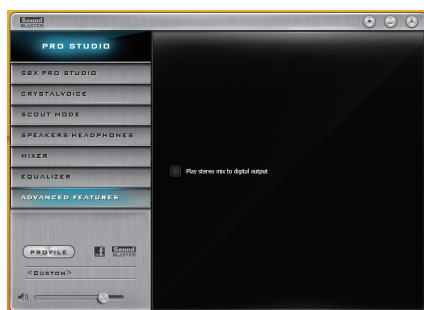 Sound
BLASTER
PRO STUDIO
SBX PRO STUDIO
CRYSTALVOICE
SCOUT MODE
SPEAKERS/HEADPHONES
MIXER
EQUALIZER
ADVANCED FEATURES
Play stereo mix to digital output
PROFILE
f
Sound
BLASTER
<CUSTOM>